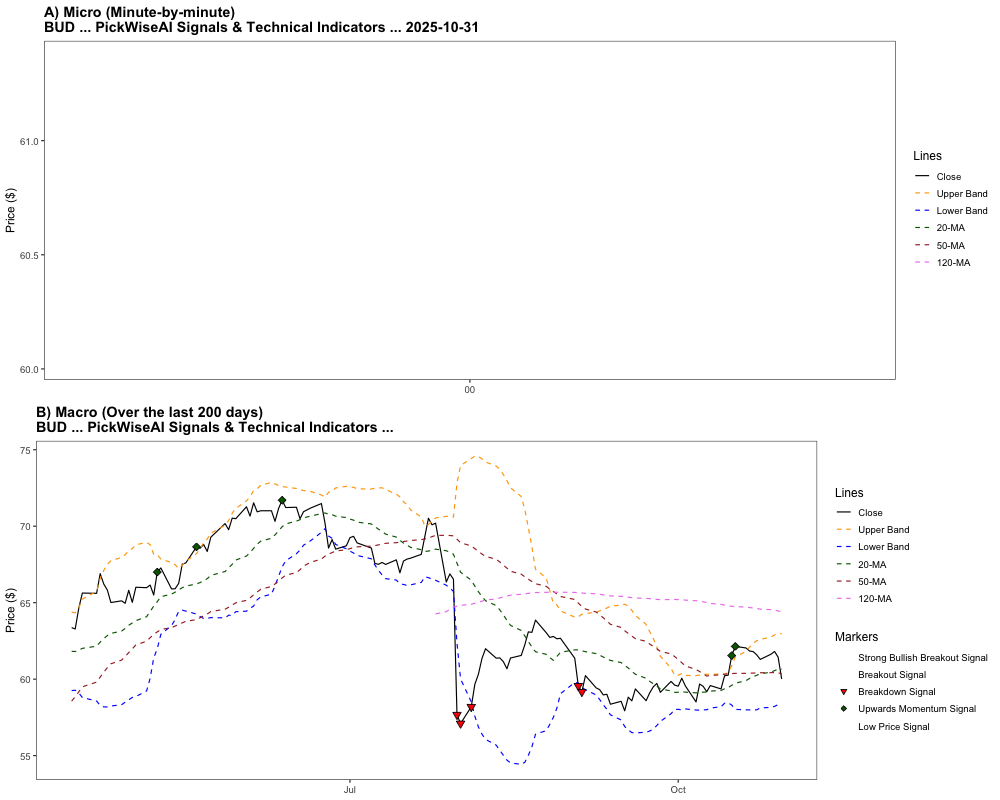 A) Micro (Minute-by-minute)
BUD ... PickWiseAI Signals & Technical Indicators ... 2025-10-31
61.0
60.5
60.0
Price ($)
00
Lines
Close
Upper Band
Lower Band
20-MA
50-MA
120-MA
B) Macro (Over the last 200 days)
BUD ... PickWiseAI Signals & Technical Indicators ...
75
70
65
60
55
Price ($)
Jul
Oct
Lines
Close
Upper Band
Lower Band
20-MA
50-MA
120-MA
Markers
Strong Bullish Breakout Signal
Breakout Signal
Breakdown Signal
Upwards Momentum Signal
Low Price Signal